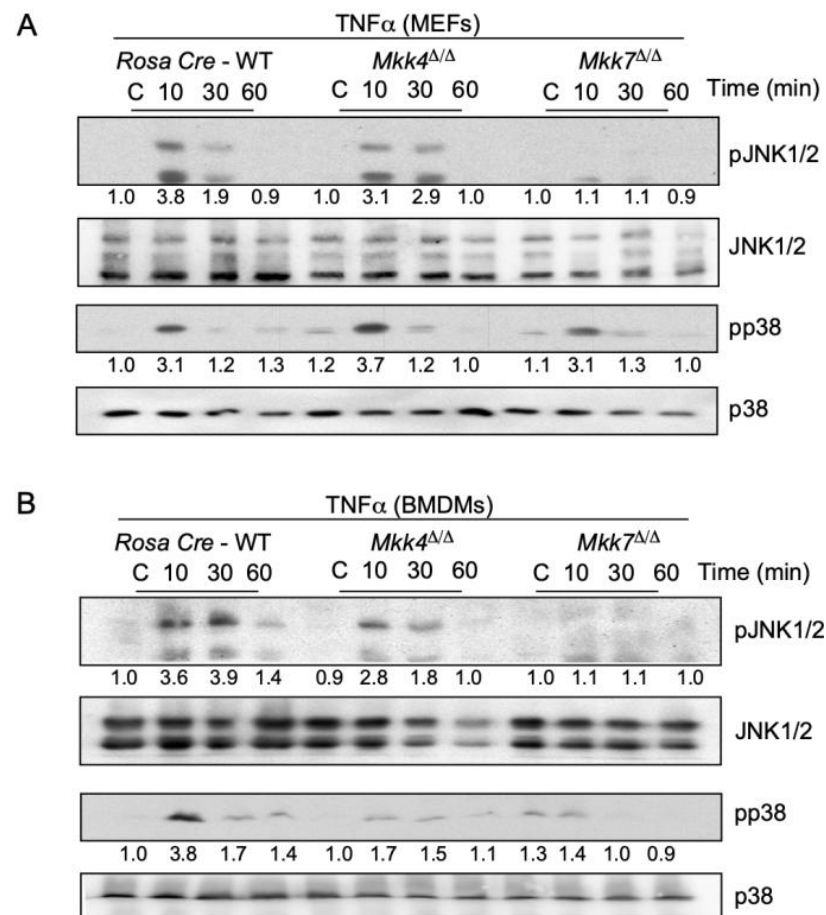 A
TNFα (MEFs)
Rosa Cre - WT Mkk4Δ/Δ Mkk7Δ/Δ
C 10 30 60 C 10 30 60 C 10 30 60 Time (min)
pJNK1/2
1.0 3.8 1.9 0.9 1.0 3.1 2.9 1.0 1.0 1.1 1.1 0.9
JNK1/2
pp38
1.0 3.1 1.2 1.3 1.2 3.7 1.2 1.0 1.1 3.1 1.3 1.0
p38
B
TNFα (BMDMs)
Rosa Cre - WT Mkk4Δ/Δ Mkk7Δ/Δ
C 10 30 60 C 10 30 60 C 10 30 60 Time (min)
pJNK1/2
1.0 3.6 3.9 1.4 0.9 2.8 1.8 1.0 1.0 1.1 1.1 1.0
JNK1/2
pp38
1.0 3.8 1.7 1.4 1.0 1.7 1.5 1.1 1.3 1.4 1.0 0.9
p38